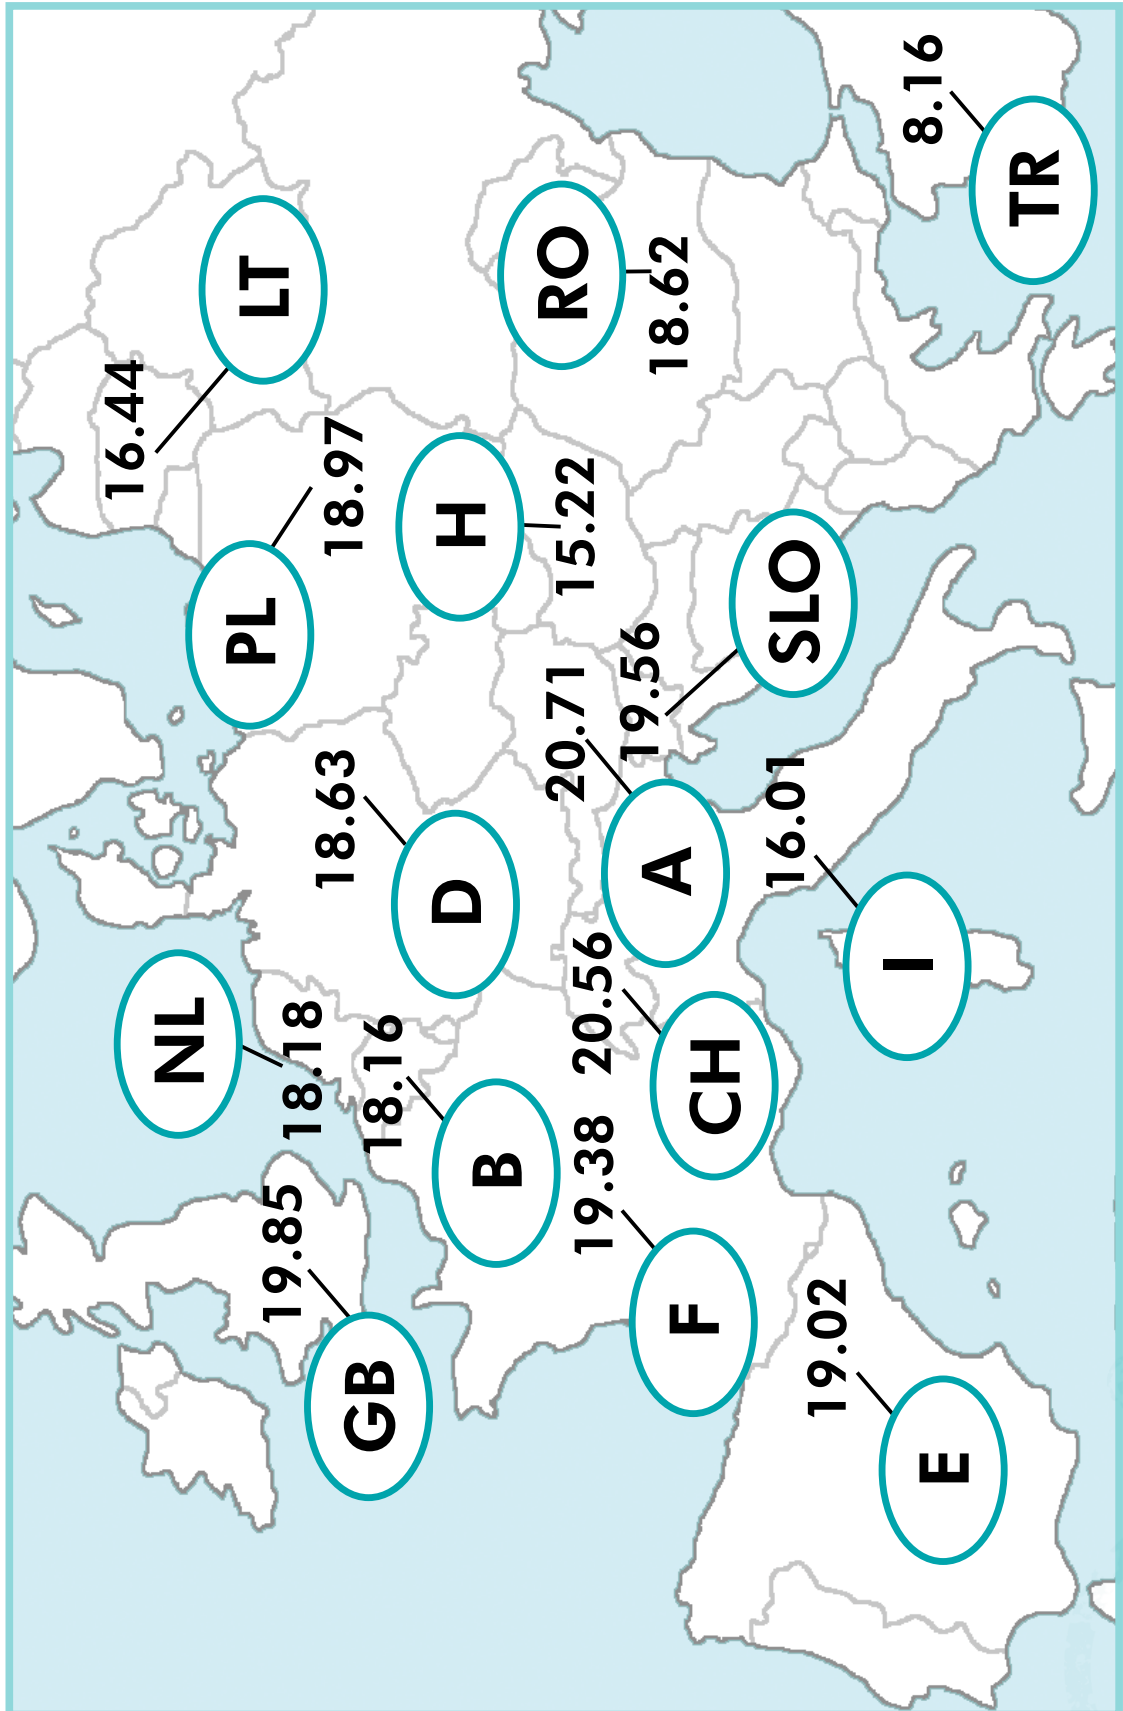 LT
16.44
PL
18.97
NL
18.18
GB
19.85
D
18.63
B
18.16
H
15.22
RO
18.62
TR
8.16
A
20.71
SLO
19.56
CH
20.56
F
19.38
I
16.01
E
19.02